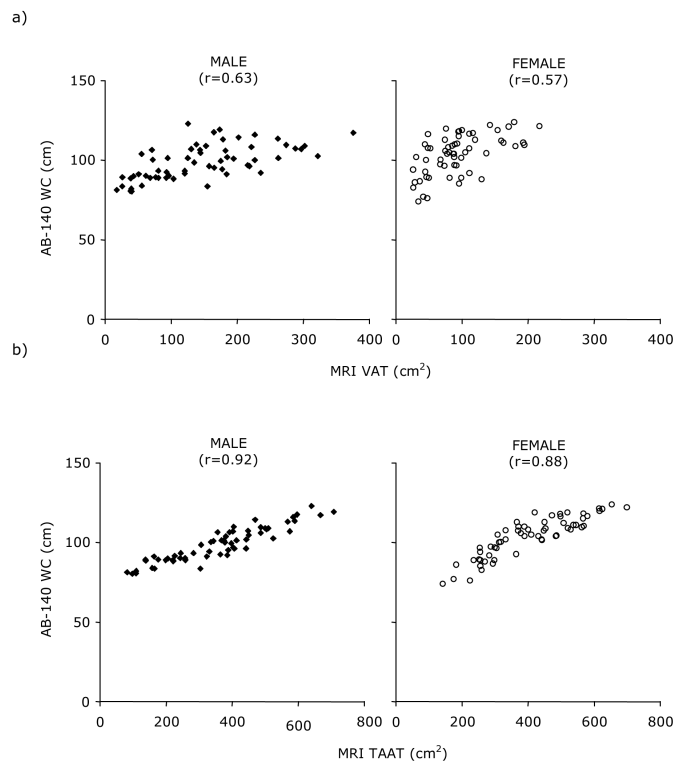 a)
MALE
(r=0.63)
FEMALE
(r=0.57)
150
100
50
0
AB-140 WC (cm)
0 100 200 300 400
0 100 200 300 400
MRI VAT (cm²)
b)
MALE
(r=0.92)
FEMALE
(r=0.88)
150
100
50
0
AB-140 WC (cm)
0 200 400 600 800
0 200 400 600 800
MRI TAAT (cm²)